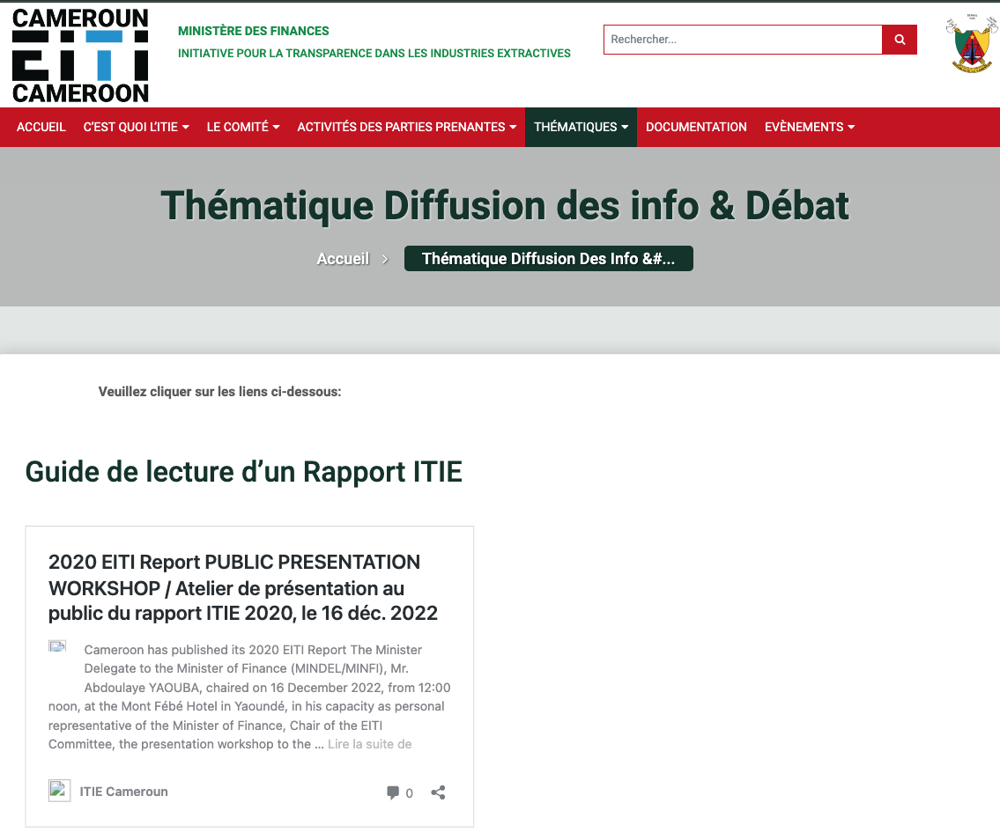 CAMEROUN
EITI
CAMEROON
MINISTÈRE DES FINANCES
INITIATIVE POUR LA TRANSPARENCE DANS LES INDUSTRIES EXTRACTIVES
Rechercher...
ACCUEIL C’EST QUOI L’ITIE LE COMITÉ ACTIVITÉS DES PARTIES PRENANTES THÉMATIQUES DOCUMENTATION EVÈNEMENTS
Thématique Diffusion des info & Débat
Accueil Thématique Diffusion Des Info &#...
Veuillez cliquer sur les liens ci-dessous:
Guide de lecture d’un Rapport ITIE
2020 EITI Report PUBLIC PRESENTATION
WORKSHOP / Atelier de présentation au
public du rapport ITIE 2020, le 16 déc. 2022
Cameroon has published its 2020 EITI Report The Minister
Delegate to the Minister of Finance (MINDEL/MINFI), Mr.
Abdoulaye YAOUBA, chaired on 16 December 2022, from 12:00
noon, at the Mont Fébé Hotel in Yaoundé, in his capacity as personal
representative of the Minister of Finance, Chair of the EITI
Committee, the presentation workshop to the ... Lire la suite de
ITIE Cameroun 0